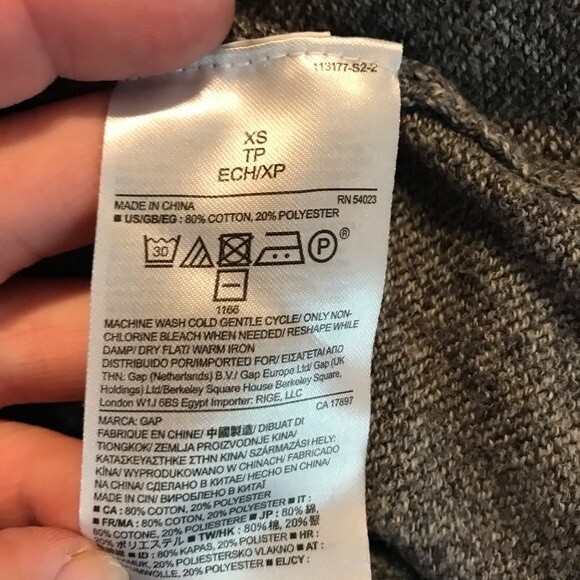 113177-S2-2
XS
TP
ECH/XP
MADE IN CHINA RN 54023
■ US/GB/EG : 80% COTTON, 20% POLYESTER
30 P ®
1166
MACHINE WASH COLD GENTLE CYCLE/ ONLY NON-
CHLORINE BLEACH WHEN NEEDED/ RESHAPE WHILE
DAMP/ DRY FLAT/ WARM IRON
DISTRIBUIDO POR/IMPORTED FOR/ ΕΙΣΑΓΕΤΑΙ ΑΠΟ
ΤΗΝ: Gap (Netherlands) B.V./ Gap Europe Ltd/ Gap (UK
Holdings) Ltd/Berkeley Square House Berkeley Square
London W1J 6BS Egypt Importer: RIGE, LLC
CA 17897
MARCA: GAP
FABRIQUE EN CHINE/ 中國製造/ DIBUAT DI
TIONGKOK/ ZEMLJA PROIZVODNJE KINA/
ΚΑΤΑΣΚΕΥΑΣΤΗΚΕ ΣΤΗΝ ΚΙΝΑ/ SZÁRMAZÁSI HELY:
KÍNA/ WYPRODUKOWANO W CHINACH/ FABRICADO
NA CHINA/ СДЕЛАНО В КИТАЕ/ HECHO EN CHINA/
MADE IN CIN/ ВИРОБЛЕНО В КИТАЇ
■ CA : 80% COTTON, 20% POLYESTER ■ IT :
■ FR/MA : 80% COTON, 20% POLYESTER ■ JP : 80% 綿,
80% COTONE, 20% POLIESTERE ■ TW/HK : 80% 棉, 20% 聚
20% ポリエステル ■ HR :
■ ID : 80% KAPAS, 20% POLIESTER
PAMUK, 20% POLIESTERSKO VLAKNO ■ AT :
20% POLYESTER ■ EL/CY :